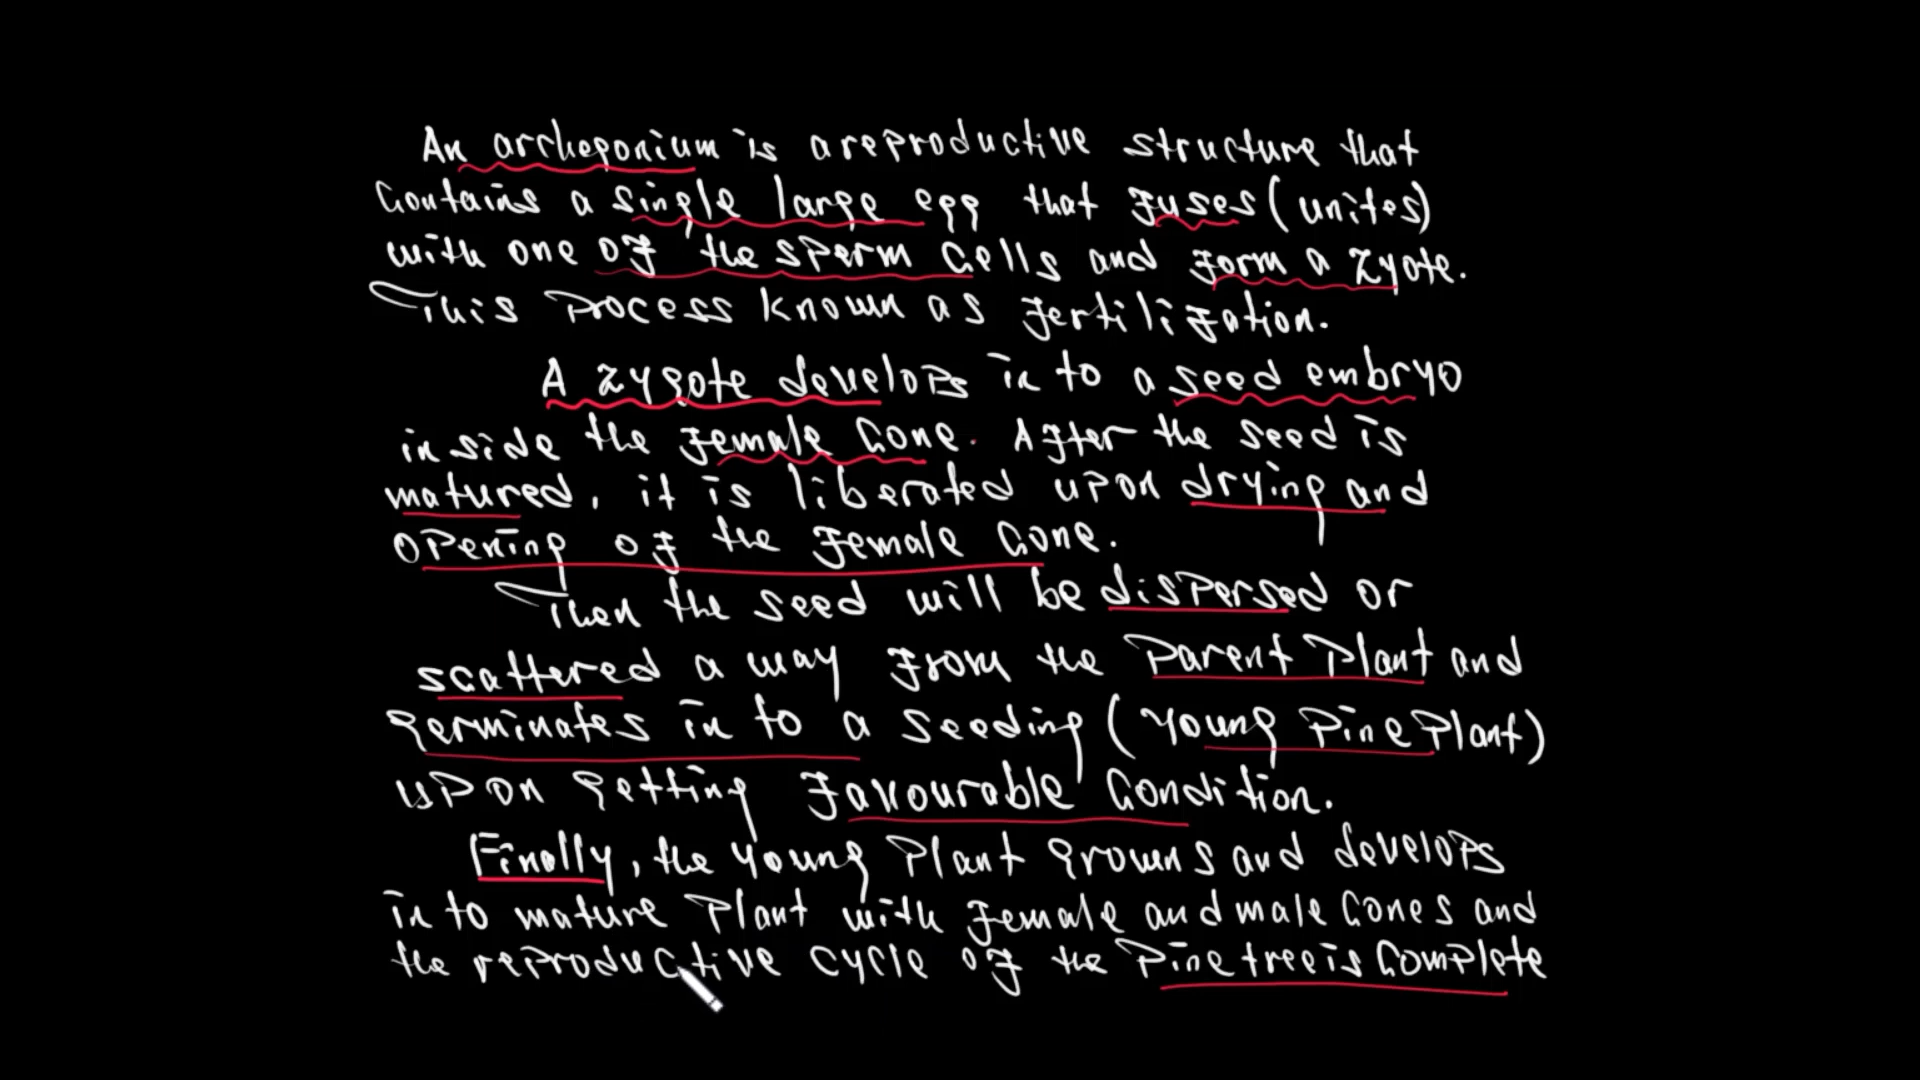 An archegonium is a reproductive structure that
Contains a single large egg that fuses (unites)
with one of the sperm Cells and form a zyote.
This Process known as fertilization.
A zygote develops in to a seed embryo
inside the female Cone. After the seed is
matured, it is liberated upon drying and
opening of the female Cone.
Then the seed will be dispersed or
scattered a way from the Parent Plant and
germinates in to a seeding (young Pine Plant)
upon getting favourable Condition.
Finally, the young Plant growns and develops
in to mature Plant with female and male Cones and
the reproductive cycle of the Pine tree is Complete